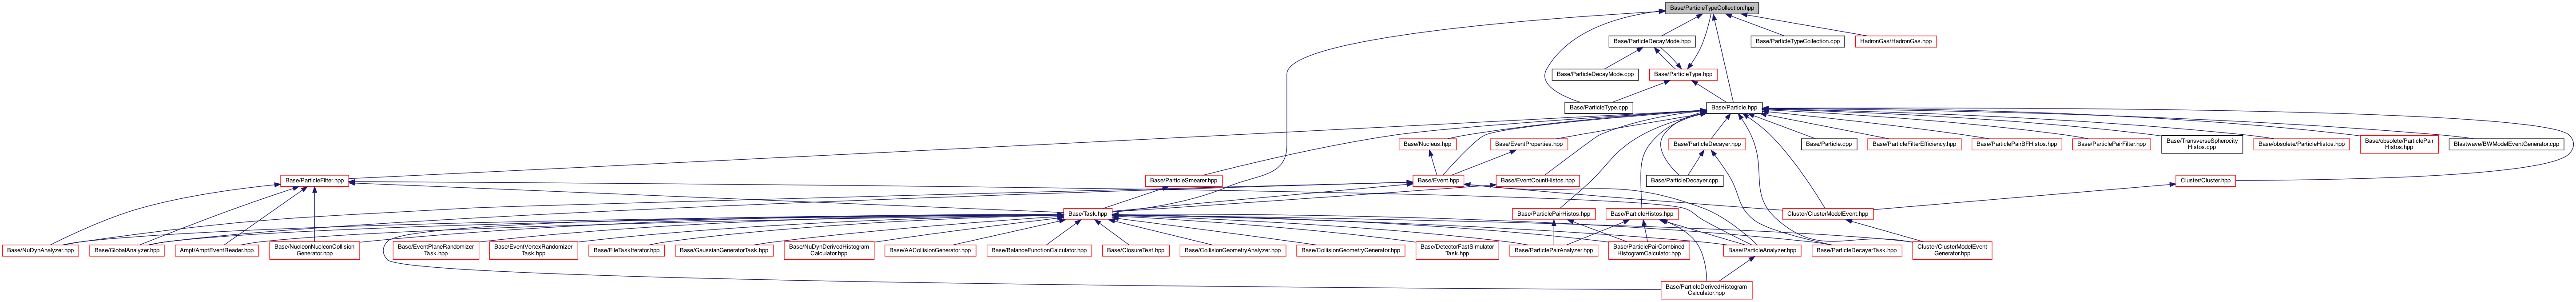 Base/ParticleTypeCollection.hpp
Base/ParticleDecayMode.hpp
Base/ParticleTypeCollection.cpp
HadronGas/HadronGas.hpp
Base/ParticleDecayMode.cpp
Base/ParticleType.hpp
Base/ParticleType.cpp
Base/Particle.hpp
Base/Nucleus.hpp
Base/EventProperties.hpp
Base/ParticleDecayer.hpp
Base/Particle.cpp
Base/ParticleFilterEfficiency.hpp
Base/ParticlePairBFHistos.hpp
Base/ParticlePairFilter.hpp
Base/TransverseSpherocity
Histos.cpp
Base/obsolete/ParticleHistos.hpp
Base/obsolete/ParticlePair
Histos.hpp
Blastwave/BWModelEventGenerator.cpp
Base/ParticleFilter.hpp
Base/ParticleSmearer.hpp
Base/Event.hpp
Base/EventCountHistos.hpp
Base/ParticleDecayer.cpp
Cluster/Cluster.hpp
Base/Task.hpp
Base/ParticlePairHistos.hpp
Base/ParticleHistos.hpp
Cluster/ClusterModelEvent.hpp
Base/NuDynAnalyzer.hpp
Base/GlobalAnalyzer.hpp
Ampt/AmptEventReader.hpp
Base/NucleonNucleonCollision
Generator.hpp
Base/EventPlaneRandomizer
Task.hpp
Base/EventVertexRandomizer
Task.hpp
Base/FileTaskIterator.hpp
Base/GaussianGeneratorTask.hpp
Base/NuDynDerivedHistogram
Calculator.hpp
Base/AACollisionGenerator.hpp
Base/BalanceFunctionCalculator.hpp
Base/ClosureTest.hpp
Base/CollisionGeometryAnalyzer.hpp
Base/CollisionGeometryGenerator.hpp
Base/DetectorFastSimulator
Task.hpp
Base/ParticlePairAnalyzer.hpp
Base/ParticlePairCombined
HistogramCalculator.hpp
Base/ParticleAnalyzer.hpp
Base/ParticleDecayerTask.hpp
Cluster/ClusterModelEvent
Generator.hpp
Base/ParticleDerivedHistogram
Calculator.hpp